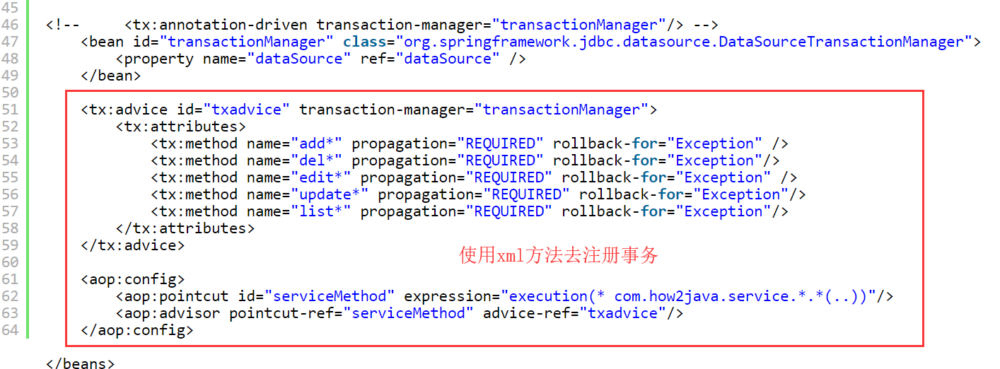 45
46 <!--     <tx:annotation-driven transaction-manager="transactionManager"/> -->
47     <bean id="transactionManager" class="org.springframework.jdbc.datasource.DataSourceTransactionManager">
48         <property name="dataSource" ref="dataSource" />
49     </bean>
50
51     <tx:advice id="txadvice" transaction-manager="transactionManager">
52         <tx:attributes>
53             <tx:method name="add*" propagation="REQUIRED" rollback-for="Exception" />
54             <tx:method name="del*" propagation="REQUIRED" rollback-for="Exception"/>
55             <tx:method name="edit*" propagation="REQUIRED" rollback-for="Exception" />
56             <tx:method name="update*" propagation="REQUIRED" rollback-for="Exception"/>
57             <tx:method name="list*" propagation="REQUIRED" rollback-for="Exception"/>
58         </tx:attributes>
59     </tx:advice>
使用xml方法去注册事务
60
61     <aop:config>
62         <aop:pointcut id="serviceMethod" expression="execution(* com.how2java.service.*.*(..))"/>
63         <aop:advisor pointcut-ref="serviceMethod" advice-ref="txadvice"/>
64     </aop:config>
</beans>